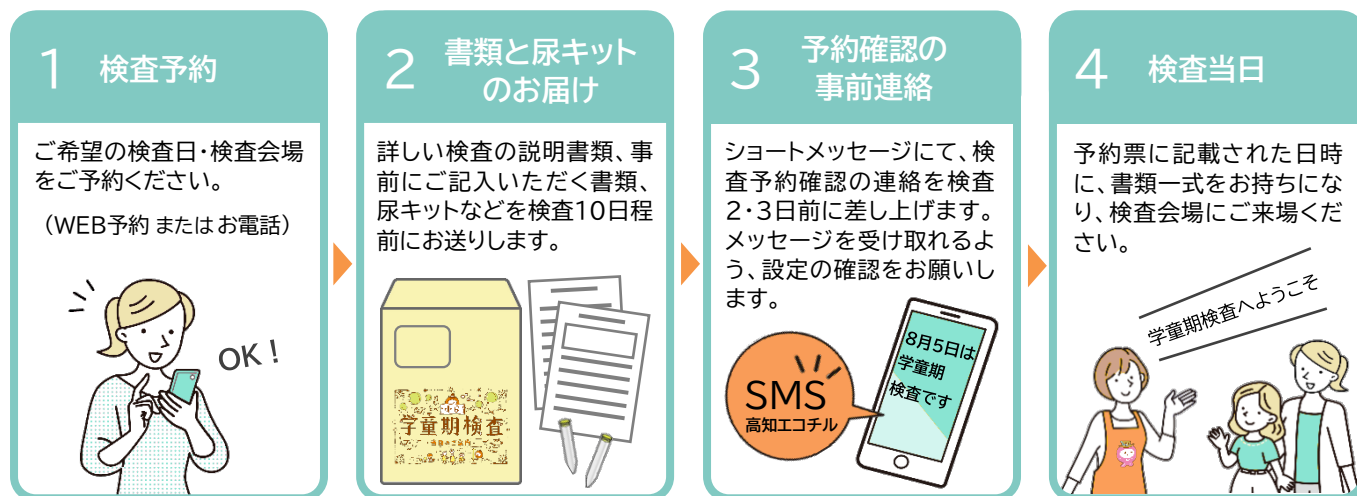 1 検査予約
ご希望の検査日・検査会場
をご予約ください。
（WEB予約 またはお電話）
OK！
2 書類と尿キット
のお届け
詳しい検査の説明書類、事
前にご記入いただく書類、
尿キットなどを検査10日程
前にお送りします。
学童期検査
3 予約確認の
事前連絡
ショートメッセージにて、検
査予約確認の連絡を検査
2・3日前に差し上げます。
メッセージを受け取れるよ
う、設定の確認をお願いし
ます。
SMS
高知エコチル
8月5日は
学童期
検査です
4 検査当日
予約票に記載された日時
に、書類一式をお持ちにな
り、検査会場にご来場くだ
さい。
学童期検査へようこそ